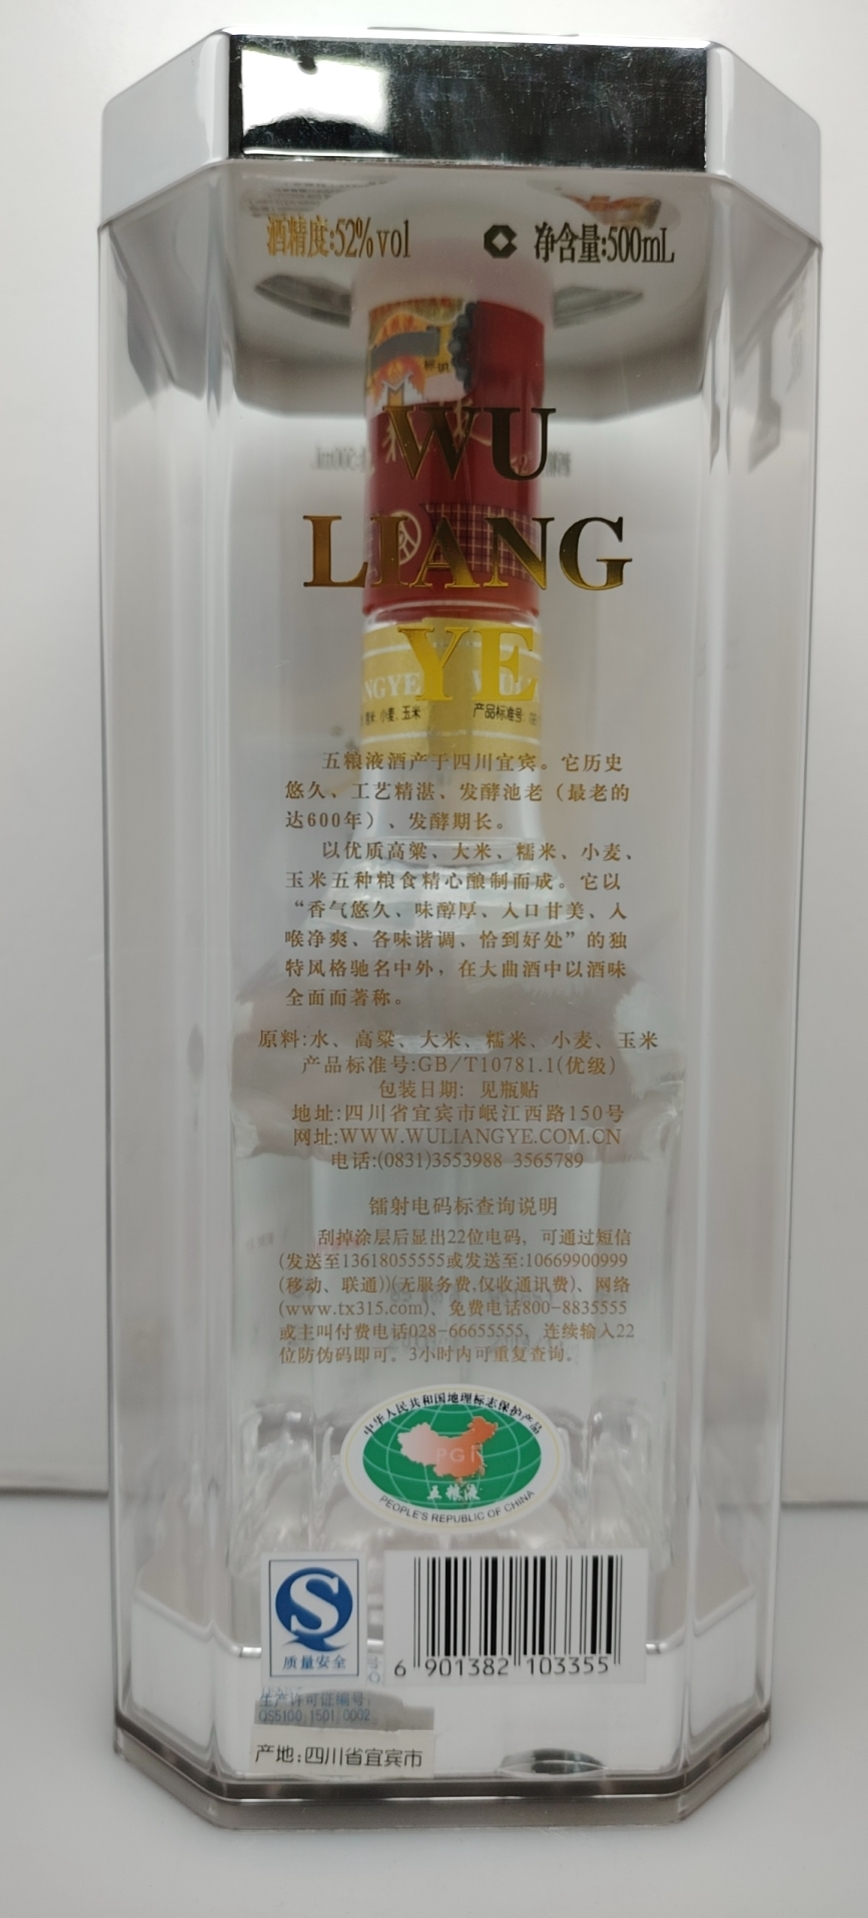 酒精度:52%vol
净含量:500mL
WU
LIANG
YE
NGYE
糯米 小麦、玉米
产品标准号:
五粮液酒产于四川宜宾。它历史
悠久、工艺精湛、发酵池老（最老的
达600年）、发酵期长。
以优质高粱、大米、糯米、小麦、
玉米五种粮食精心酿制而成。它以
“香气悠久、味醇厚、入口甘美、入
喉净爽、各味谐调、恰到好处”的独
特风格驰名中外，在大曲酒中以酒味
全面而著称。
原料:水、高粱、大米、糯米、小麦、玉米
产品标准号:GB/T10781.1(优级)
包装日期: 见瓶贴
地址:四川省宜宾市岷江西路150号
网址:WWW.WULIANGYE.COM.CN
电话:(0831)3553988 3565789
镭射电码标查询说明
刮掉涂层后显出22位电码，可通过短信
(发送至13618055555或发送至:10669900999
(移动、联通))(无服务费,仅收通讯费)、网络
(www.tx315.com)、免费电话800-8835555
或主叫付费电话028-66655555，连续输入22
位防伪码即可。3小时内可重复查询。
中华人民共和国地理标志保护产品
PGI
五粮液
PEOPLE'S REPUBLIC OF CHINA
质量安全
6 901382 103355
生产许可证编号
QS5100 1501 0002
产地:四川省宜宾市